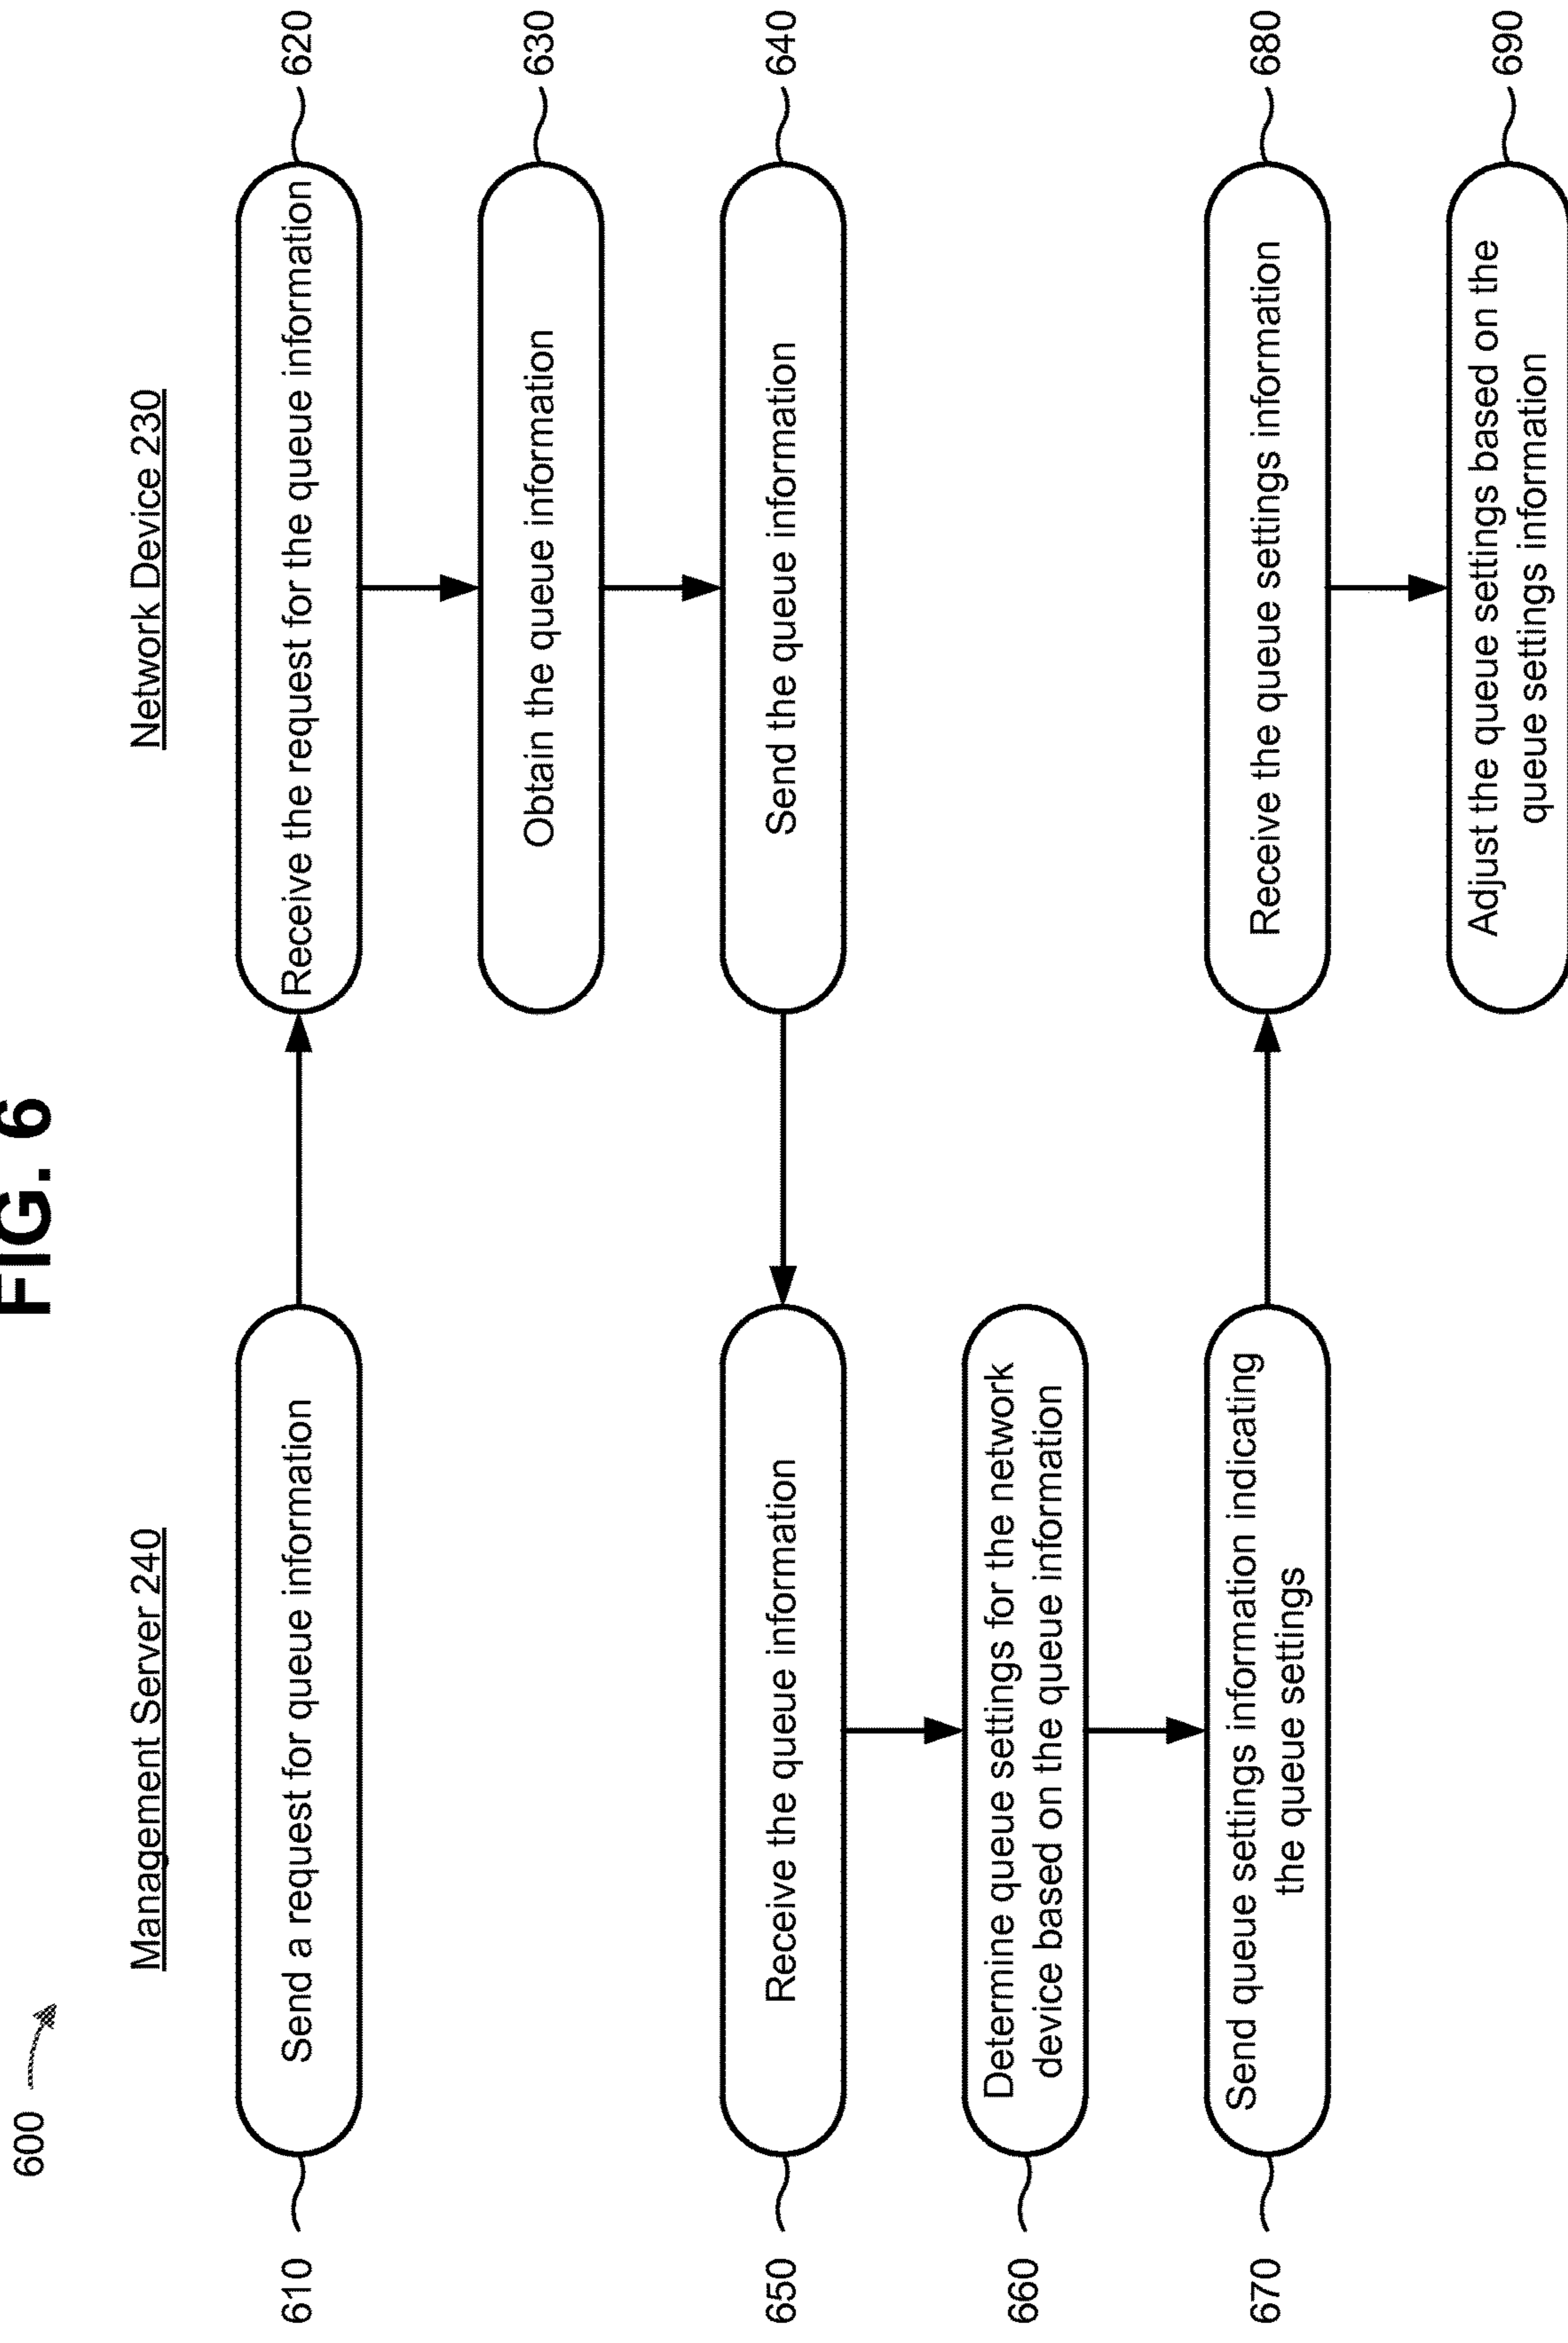 FIG. 6
600
Management Server 240
Network Device 230
610
Send a request for queue information
Receive the request for the queue information
620
Obtain the queue information
630
Send the queue information
640
650
Receive the queue information
660
Determine queue settings for the network
device based on the queue information
670
Send queue settings information indicating
the queue settings
Receive the queue settings information
680
Adjust the queue settings based on the
queue settings information
690